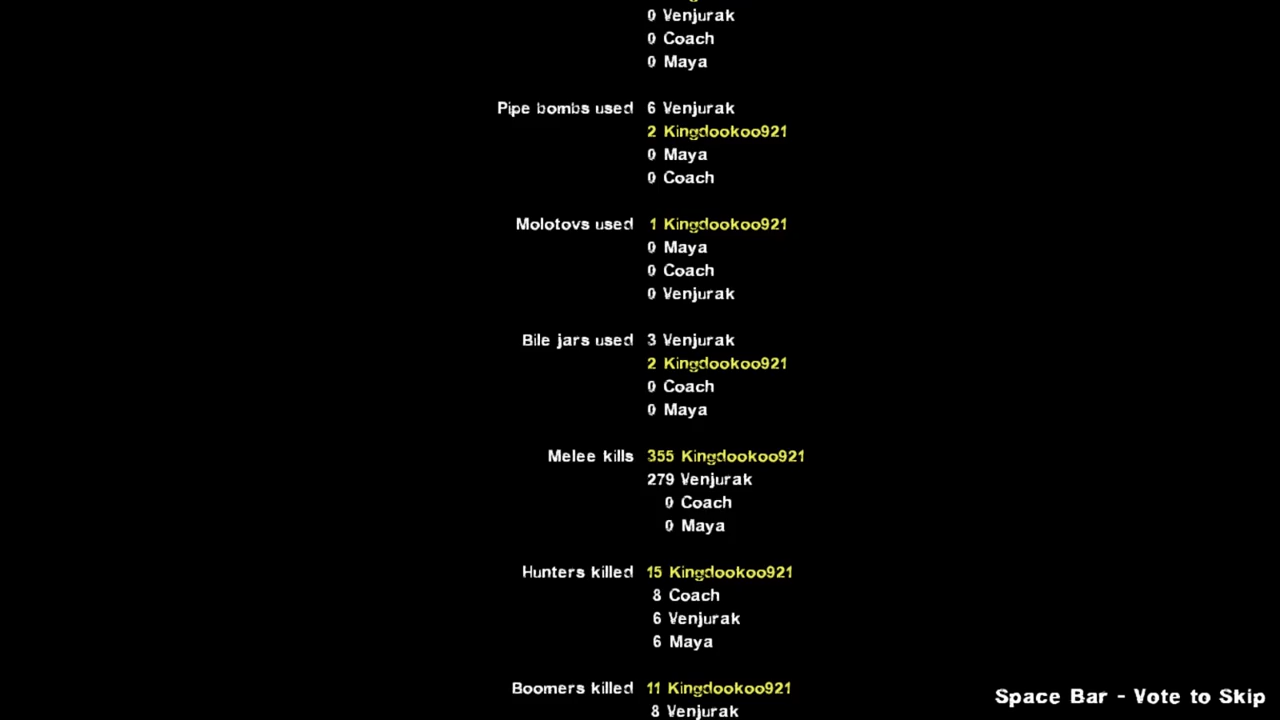 0 Venjurak
0 Coach
0 Maya
Pipe bombs used 6 Venjurak
2 Kingdookoo921
0 Maya
0 Coach
Molotovs used 1 Kingdookoo921
0 Maya
0 Coach
0 Venjurak
Bile jars used 3 Venjurak
2 Kingdookoo921
0 Coach
0 Maya
Melee kills 355 Kingdookoo921
279 Venjurak
0 Coach
0 Maya
Hunters killed 15 Kingdookoo921
8 Coach
6 Venjurak
6 Maya
Boomers killed 11 Kingdookoo921
8 Venjurak
Space Bar - Vote to Skip